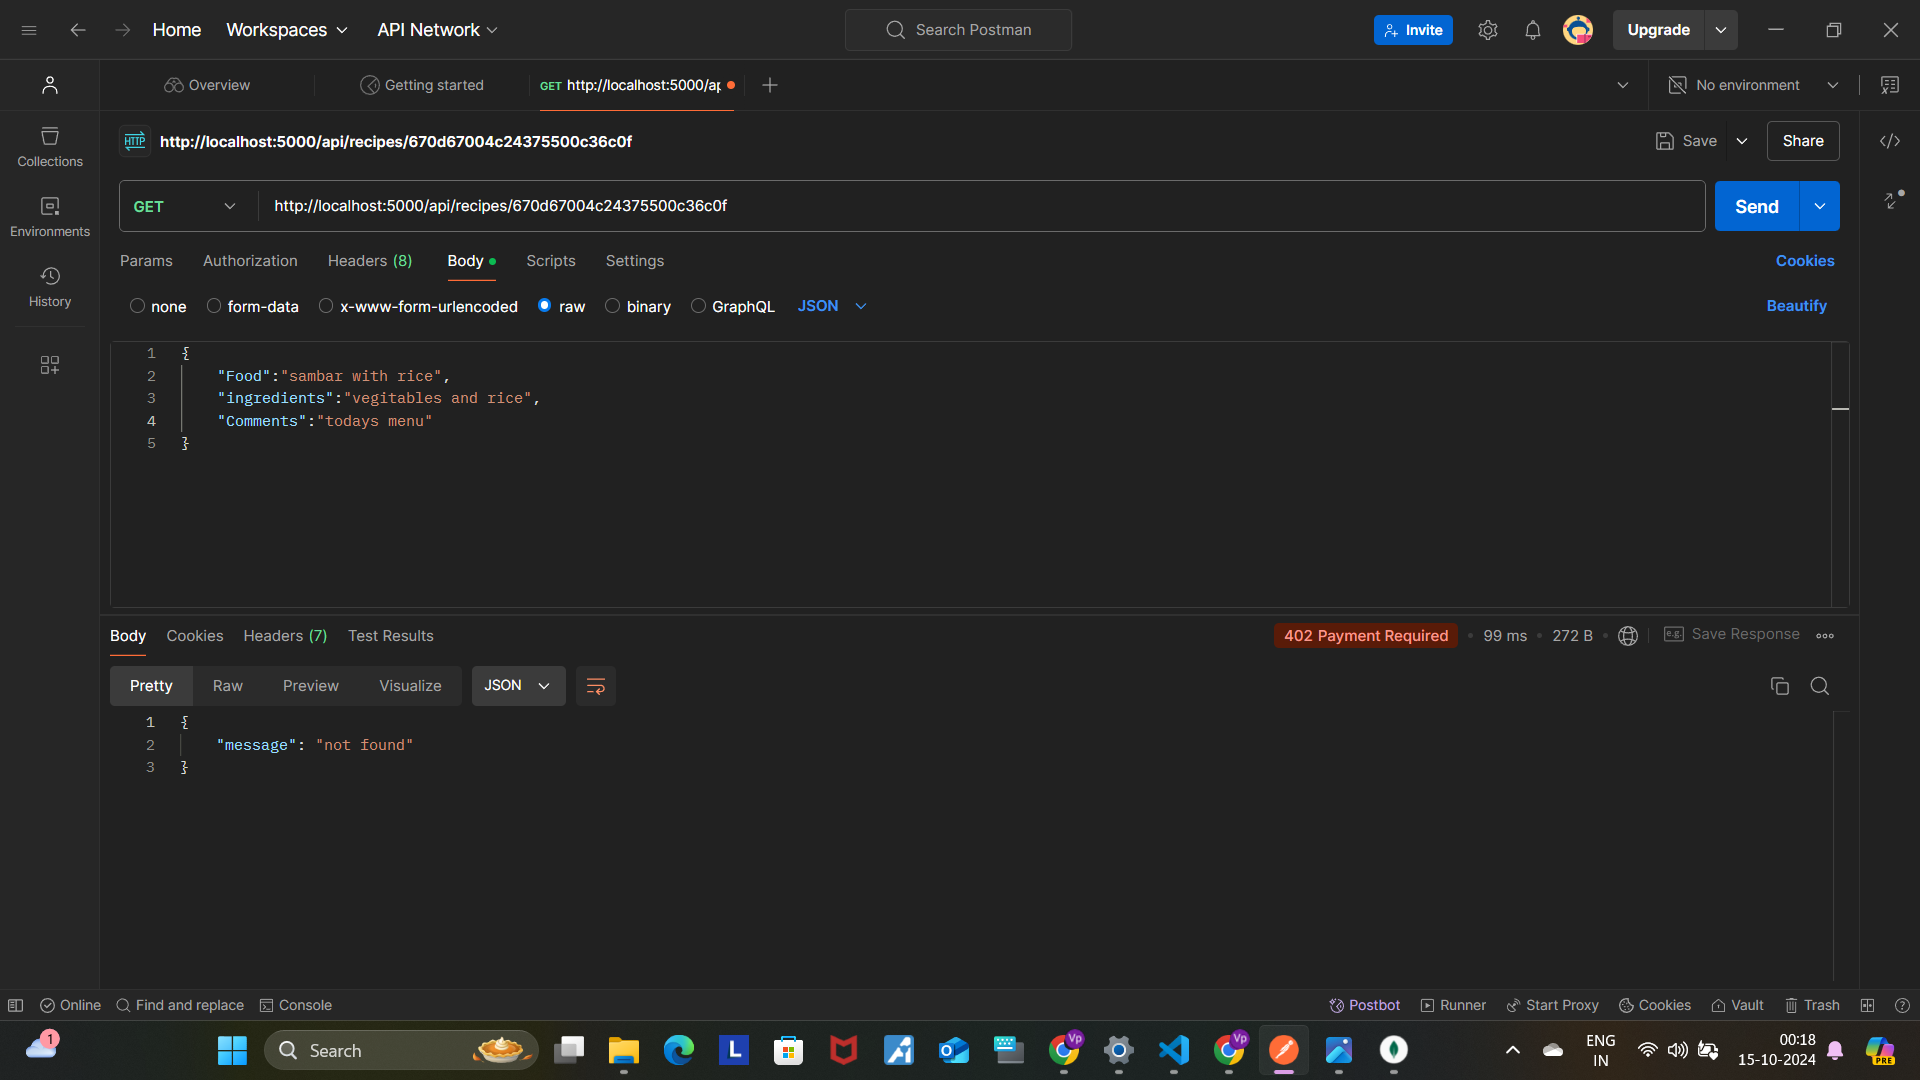 Home Workspaces API Network Search Postman Invite Upgrade
Overview Getting started GET http://localhost:5000/ap No environment
HTTP http://localhost:5000/api/recipes/670d67004c24375500c36c0f Save Share
Collections
Environments
History
GET http://localhost:5000/api/recipes/670d67004c24375500c36c0f Send
Params Authorization Headers (8) Body Scripts Settings Cookies
none form-data x-www-form-urlencoded raw binary GraphQL JSON Beautify
1 {
2 "Food":"sambar with rice",
3 "ingredients":"vegitables and rice",
4 "Comments":"todays menu"
5 }
Body Cookies Headers (7) Test Results 402 Payment Required • 99 ms • 272 B • e.g. Save Response
Pretty Raw Preview Visualize JSON
1 {
2 "message": "not found"
3 }
Online Find and replace Console Postbot Runner Start Proxy Cookies Vault Trash
1 Search L Vp Vp ENG 00:18
IN 15-10-2024 PRE